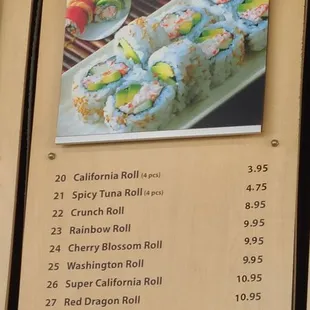 20 California Roll (4 pcs) 3.95
21 Spicy Tuna Roll (4 pcs) 4.75
22 Crunch Roll 8.95
23 Rainbow Roll 9.95
24 Cherry Blossom Roll 9.95
25 Washington Roll 9.95
26 Super California Roll 10.95
27 Red Dragon Roll 10.95